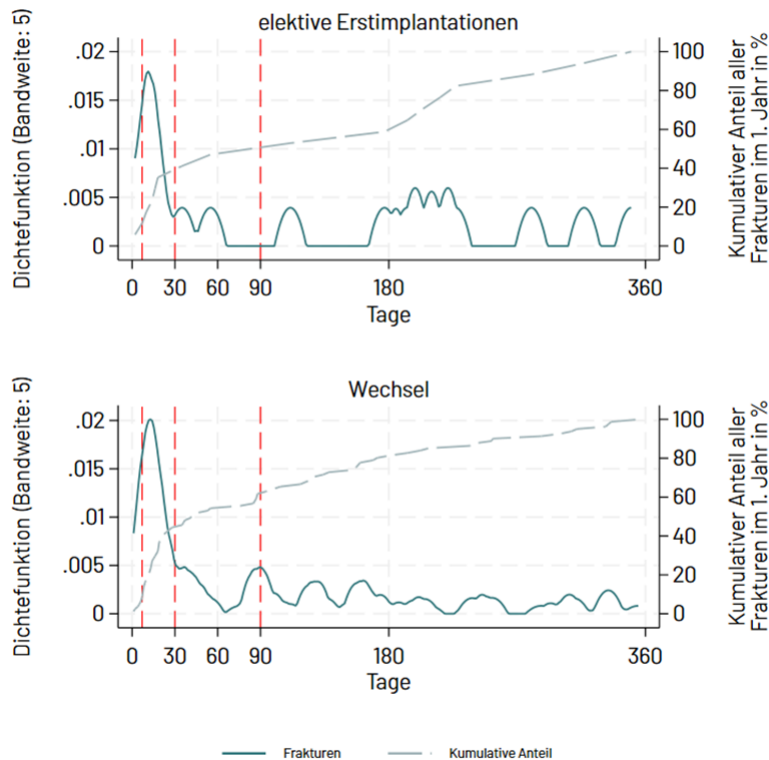 elektive Erstimplantationen
Dichtefunktion (Bandweite: 5)
.02
.015
.01
.005
0
100
80
60
40
20
0
Kumulativer Anteil aller
Frakturen im 1. Jahr in %
0 30 60 90 180 360
Tage
Wechsel
Dichtefunktion (Bandweite: 5)
.02
.015
.01
.005
0
100
80
60
40
20
0
Kumulativer Anteil aller
Frakturen im 1. Jahr in %
0 30 60 90 180 360
Tage
Frakturen Kumulative Anteil